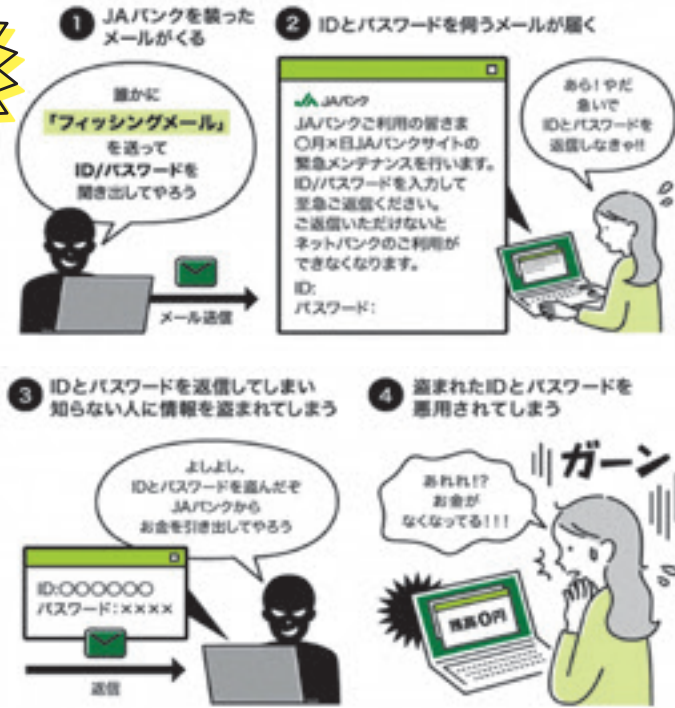 1 JAバンクを装った
メールがくる
誰かに
「フィッシングメール」
を送って
ID/パスワードを
聞き出してやろう
メール送信
2 IDとパスワードを伺うメールが届く
JAバンク
JAバンクご利用の皆さま
〇月×日JAバンクサイトの
緊急メンテナンスを行います。
ID/パスワードを入力して
至急ご返信ください。
ご返信いただけないと
ネットバンクのご利用が
できなくなります。
ID:
パスワード:
あら!やだ
急いで
IDとパスワードを
返信しなきゃ!!
3 IDとパスワードを返信してしまい
知らない人に情報を盗まれてしまう
よしよし、
IDとパスワードを盗んだぞ
JAバンクから
お金を引き出してやろう
ID:〇〇〇〇〇〇
パスワード:××××
返信
4 盗まれたIDとパスワードを
悪用されてしまう
ガーン
あれれ!?
お金が
なくなってる!!!
残高0円